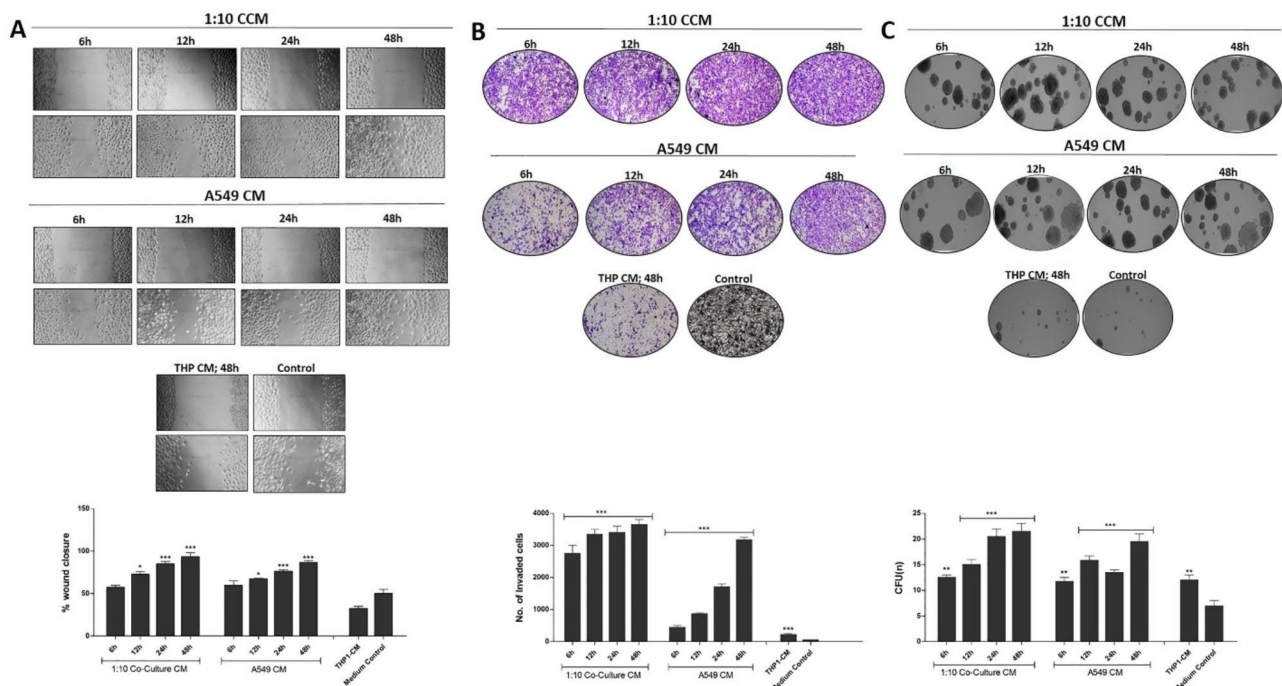 A
1:10 CCM
6h 12h 24h 48h
A549 CM
6h 12h 24h 48h
THP CM; 48h Control
% wound closure
150
100
50
0
* *** ***
* *** ***
6h 12h 24h 48h 6h 12h 24h 48h THP1-CM Medium Control
1:10 Co-Culture CM A549 CM
B
1:10 CCM
6h 12h 24h 48h
A549 CM
6h 12h 24h 48h
THP CM; 48h Control
No. of Invaded cells
4000
3000
2000
1000
0
*** *** ***
6h 12h 24h 48h 6h 12h 24h 48h THP1-CM Medium Control
1:10 Co-Culture CM A549 CM
C
1:10 CCM
6h 12h 24h 48h
A549 CM
6h 12h 24h 48h
THP CM; 48h Control
CFU(n)
25
20
15
10
5
0
** *** ** *** **
6h 12h 24h 48h 6h 12h 24h 48h THP1-CM Medium Control
1:10 Co-Culture CM A549 CM